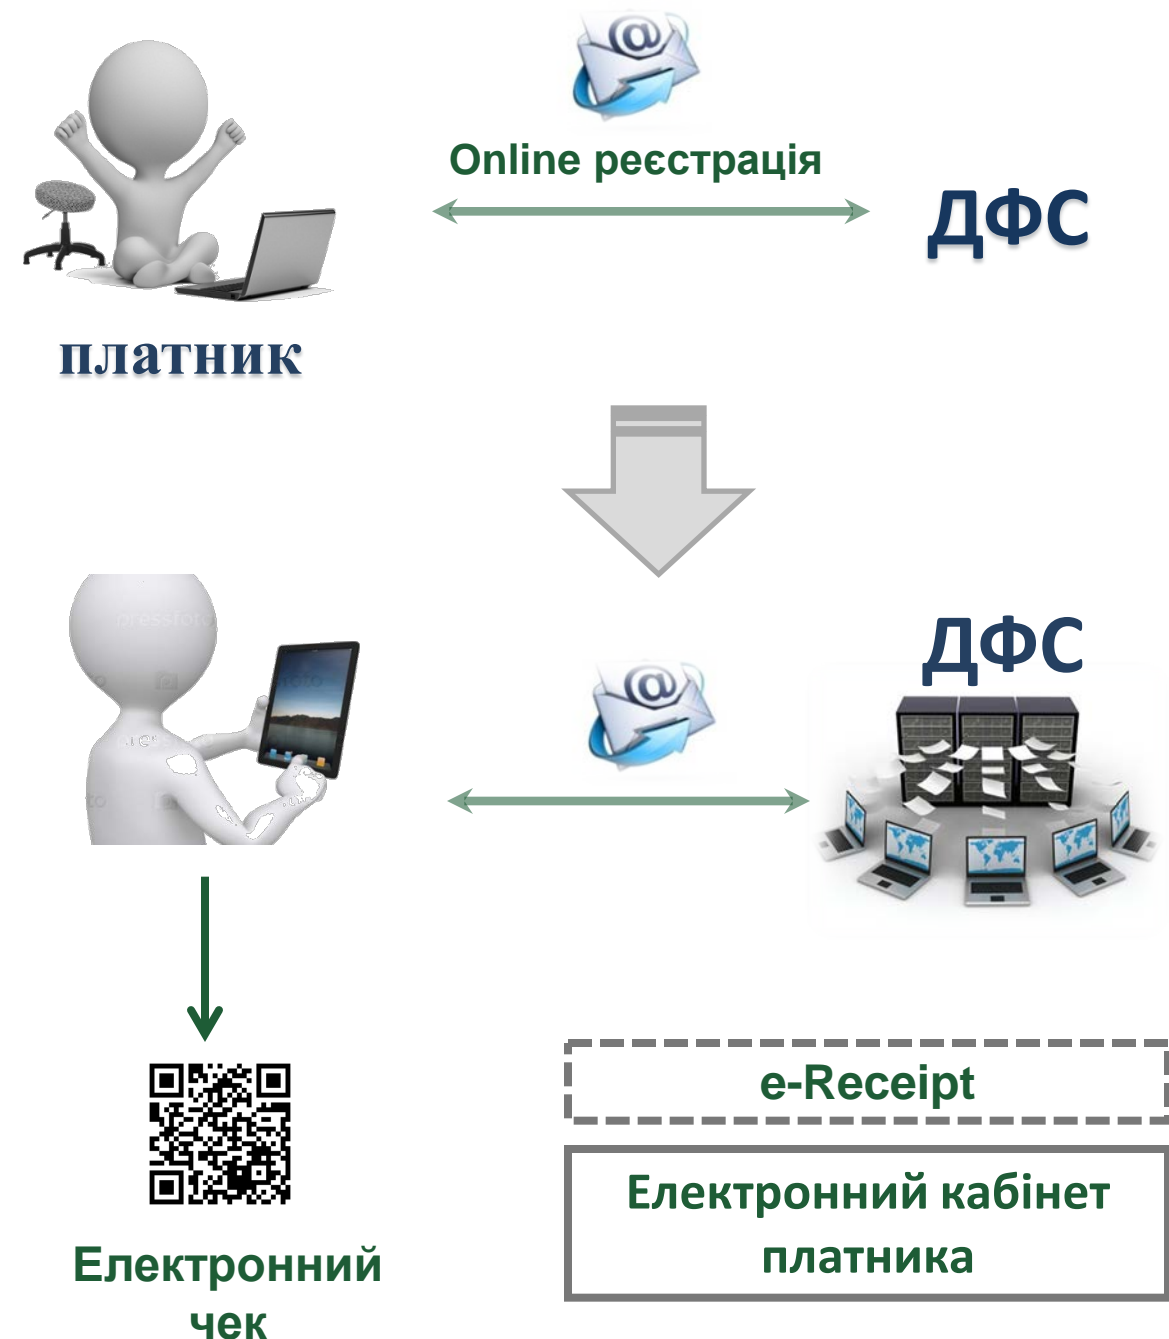 Online реєстрація
ДФС
платник
ДФС
e-Receipt
Електронний кабінет
платника
Електронний
чек